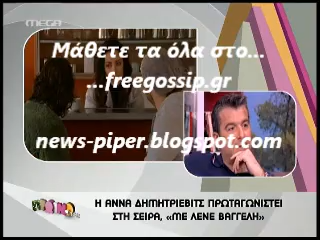 MEGA
Μάθετε τα όλα στο...
...freegossip.gr
news-piper.blogspot.com
Η ΑΝΝΑ ΔΗΜΗΤΡΙΕΒΙΤΣ ΠΡΩΤΑΓΩΝΙΣΤΕΙ
ΣΤΗ ΣΕΙΡΑ, «ΜΕ ΛΕΝΕ ΒΑΓΓΕΛΗ»